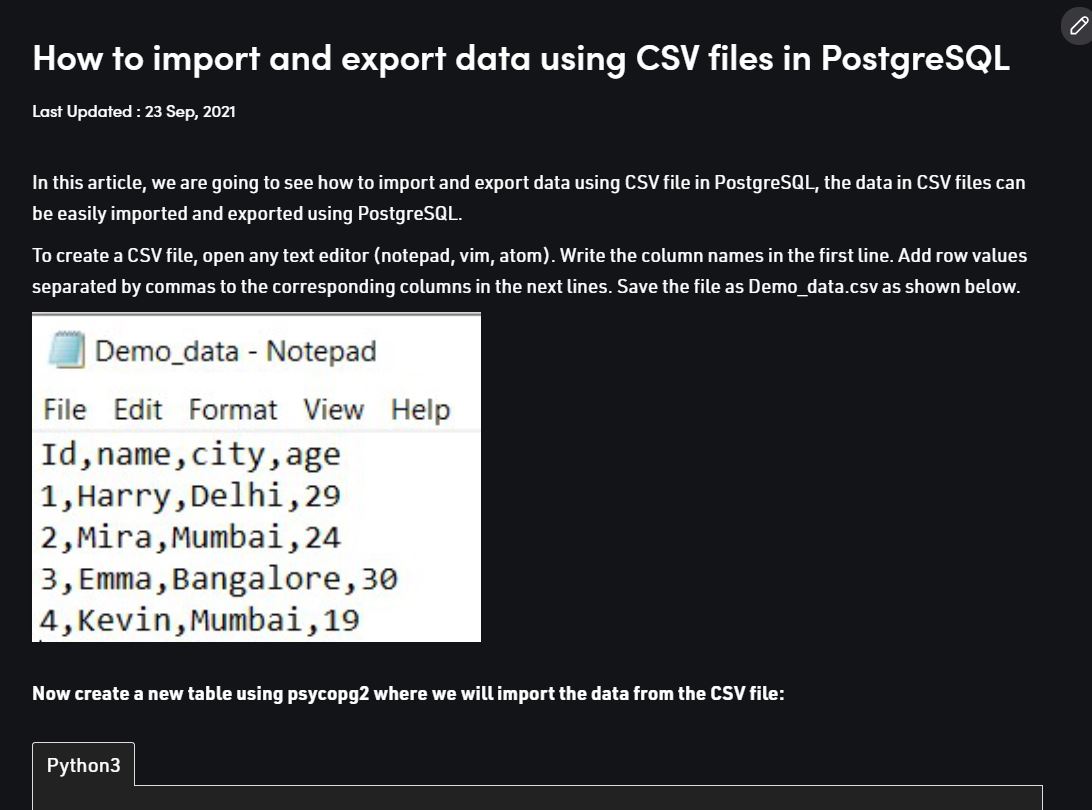 How to import and export data using CSV files in PostgreSQL
Last Updated : 23 Sep, 2021
In this article, we are going to see how to import and export data using CSV file in PostgreSQL, the data in CSV files can
be easily imported and exported using PostgreSQL.
To create a CSV file, open any text editor (notepad, vim, atom). Write the column names in the first line. Add row values
separated by commas to the corresponding columns in the next lines. Save the file as Demo_data.csv as shown below.
Demo_data - Notepad
File Edit Format View Help
Id,name,city,age
1,Harry,Delhi,29
2,Mira,Mumbai,24
3,Emma,Bangalore,30
4,Kevin,Mumbai,19
Now create a new table using psycopg2 where we will import the data from the CSV file:
Python3